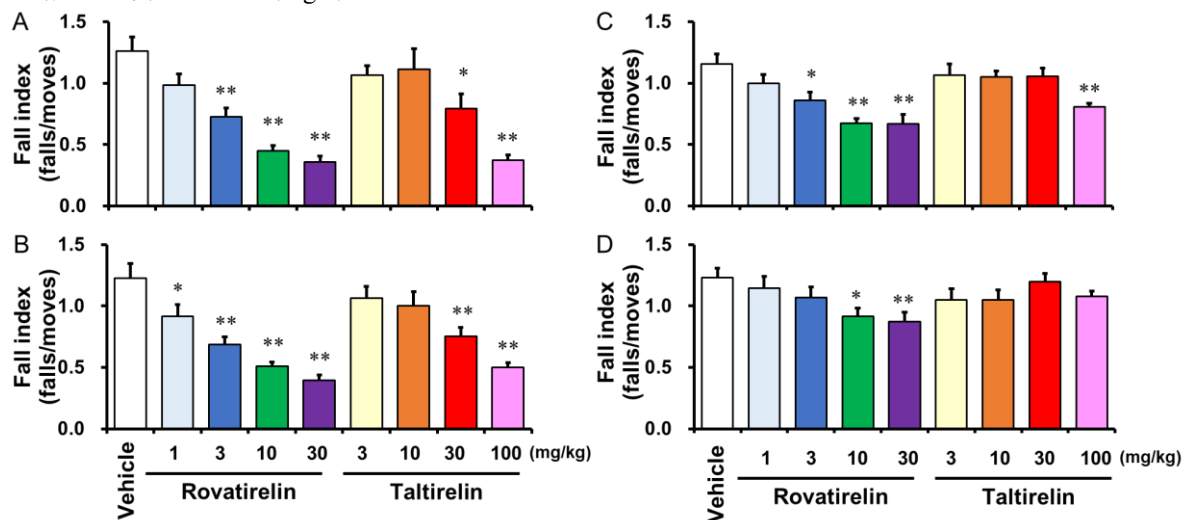 A
1.5
1.0
0.5
0.0
Fall index
(falls/moves)
**
**
**
*
**
C
1.5
1.0
0.5
0.0
Fall index
(falls/moves)
*
**
**
**
B
1.5
1.0
0.5
0.0
Fall index
(falls/moves)
*
**
**
**
**
**
Vehicle
1 3 10 30 3 10 30 100 (mg/kg)
Rovatirelin Taltirelin
D
1.5
1.0
0.5
0.0
Fall index
(falls/moves)
*
**
Vehicle
1 3 10 30 3 10 30 100 (mg/kg)
Rovatirelin Taltirelin